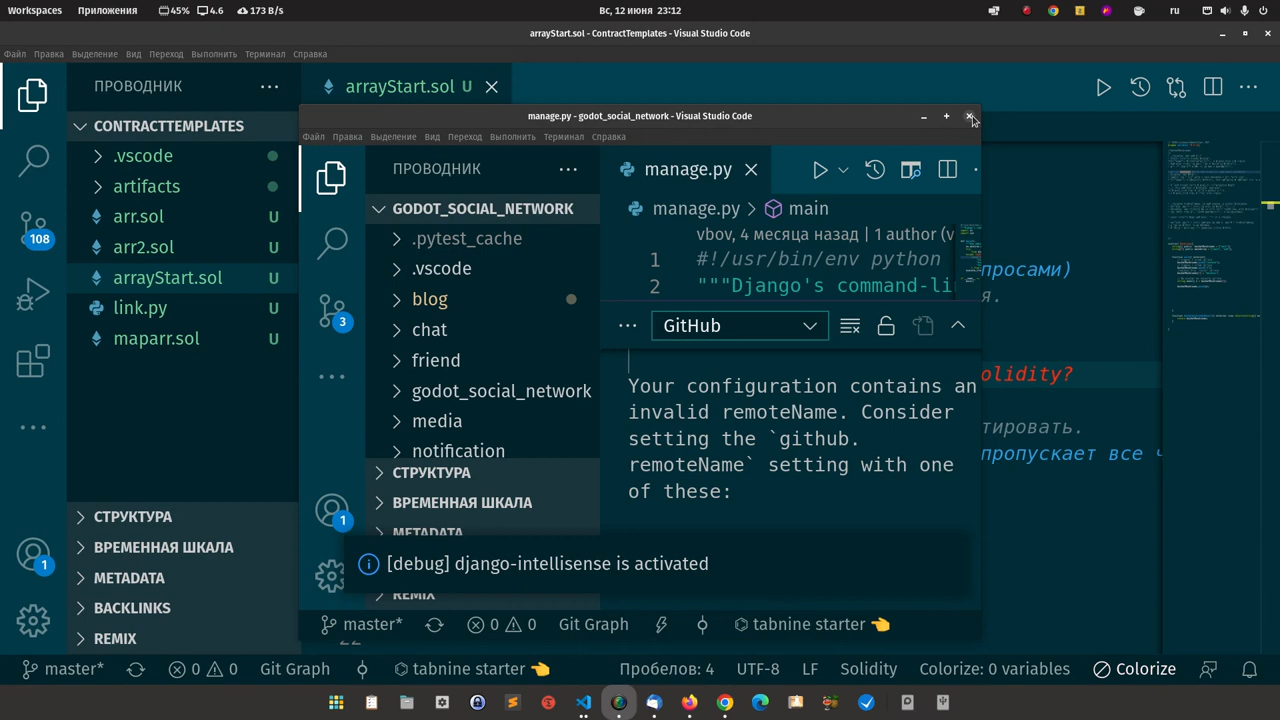 Workspaces Приложения 45% 4.6 173 B/s Вс, 12 июня 23:12 ru
arrayStart.sol - ContractTemplates - Visual Studio Code
Файл Правка Выделение Вид Переход Выполнить Терминал Справка
ПРОВОДНИК
arrayStart.sol U
CONTRACTTEMPLATES
.vscode
artifacts
arr.sol U
arr2.sol U
108
arrayStart.sol U
link.py U
maparr.sol U
СТРУКТУРА
ВРЕМЕННАЯ ШКАЛА
METADATA
BACKLINKS
REMIX
1
manage.py - godot_social_network - Visual Studio Code
Файл Правка Выделение Вид Переход Выполнить Терминал Справка
ПРОВОДНИК
manage.py
GODOT_SOCIAL_NETWORK
.pytest_cache
.vscode
blog
chat
friend
godot_social_network
media
notification
3
СТРУКТУРА
ВРЕМЕННАЯ ШКАЛА
METADATA
REMIX
1
manage.py > main
vbov, 4 месяца назад | 1 author (v
1 #!/usr/bin/env python
2 """Django's command-li
GitHub
Your configuration contains an
invalid remoteName. Consider
setting the `github.
remoteName` setting with one
of these:
[debug] django-intellisense is activated
master* 0 0 Git Graph tabnine starter 👈
просами)
я.
olidity?
тировать.
пропускает все ч
22
master* 0 0 Git Graph tabnine starter 👈 Пробелов: 4 UTF-8 LF Solidity Colorize: 0 variables Colorize